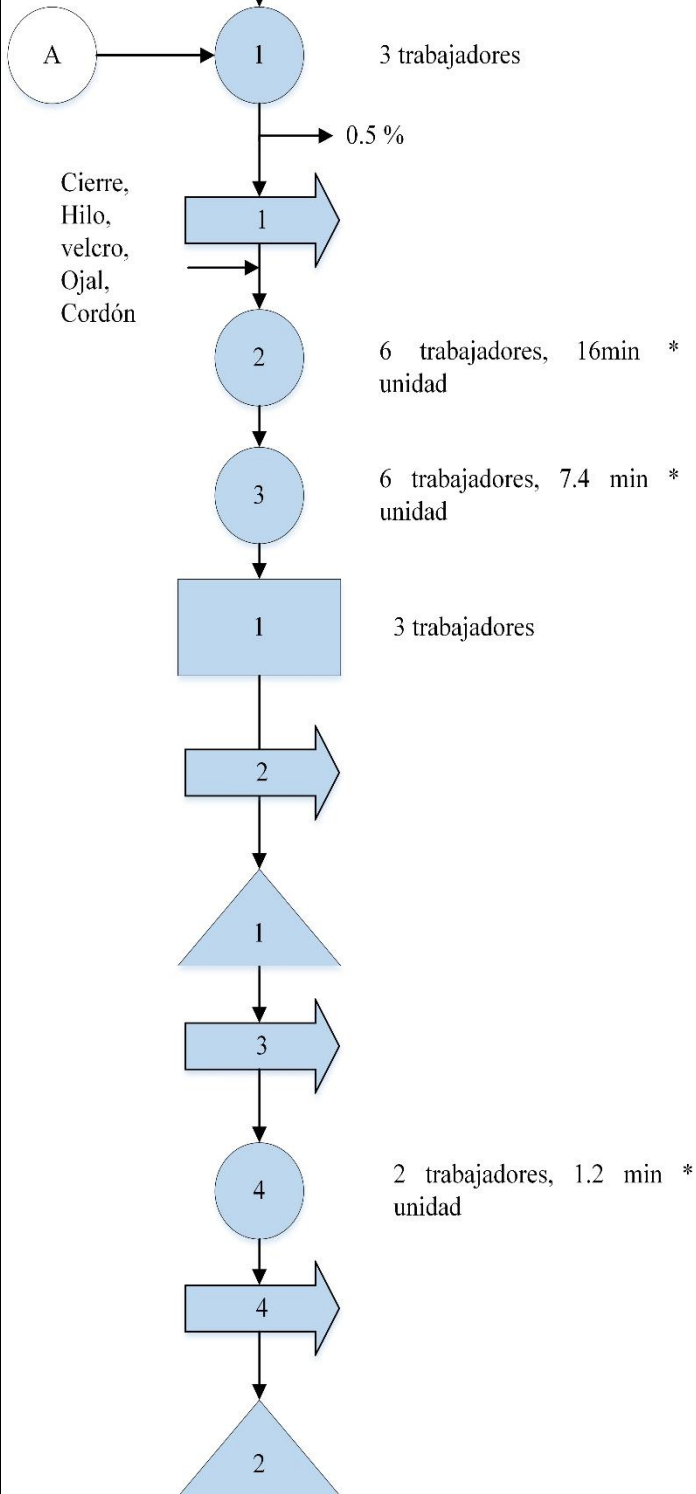 A
1
3 trabajadores
0.5 %
Cierre,
Hilo,
velcro,
Ojal,
Cordón
1
2
6 trabajadores, 16min *
unidad
3
6 trabajadores, 7.4 min *
unidad
1
3 trabajadores
2
1
3
4
2 trabajadores, 1.2 min *
unidad
4
2